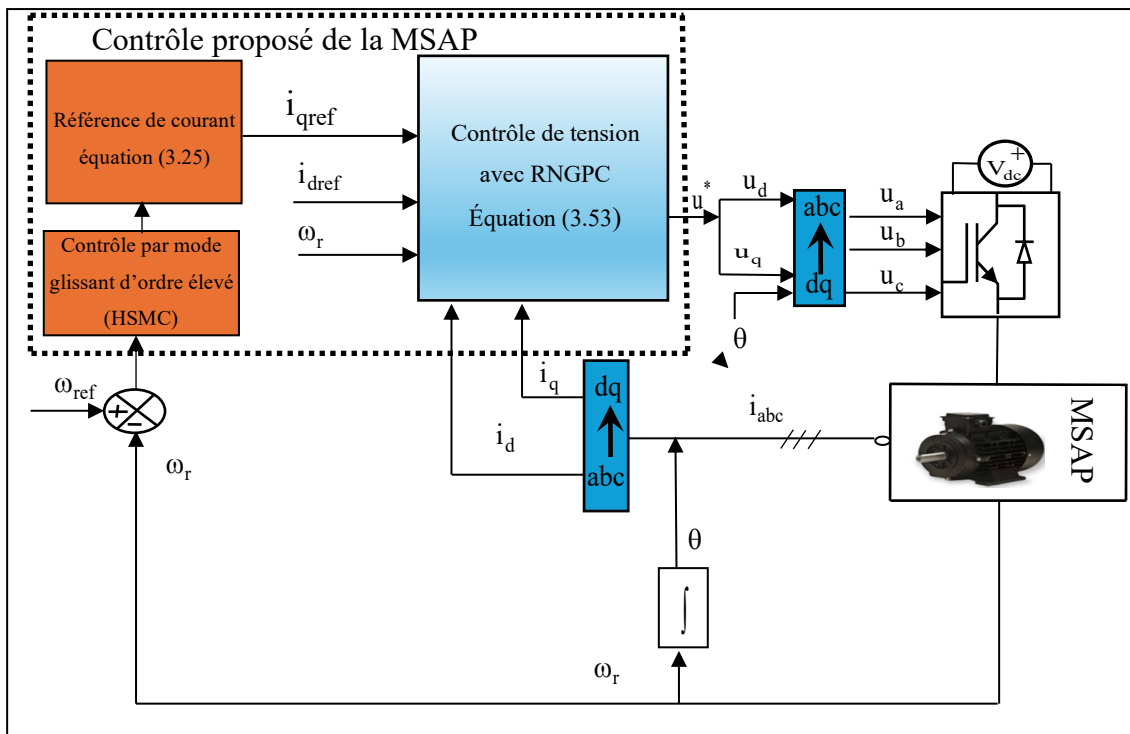 Contrôle proposé de la MSAP
Référence de courant
équation (3.25)
Contrôle par mode
glissant d'ordre élevé
(HSMC)
i_qref
i_dref
ω_r
Contrôle de tension
avec RNGPC
Équation (3.53)
u*
u_d
u_q
θ
abc
dq
u_a
u_b
u_c
V_dc
+
ω_ref
+
−
ω_r
i_q
i_d
dq
abc
i_abc
MSAP
θ
∫
ω_r